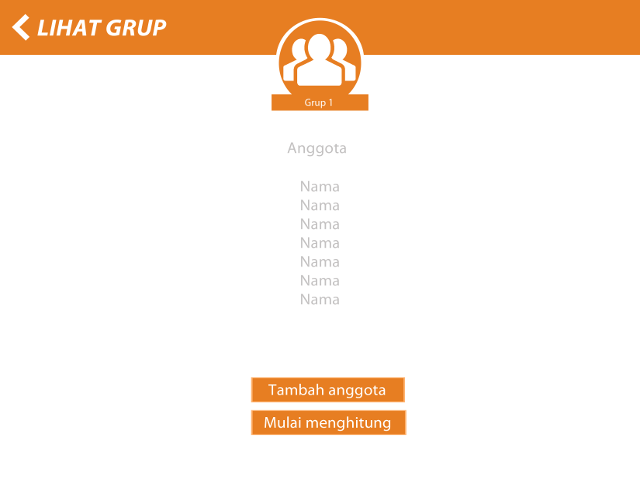 LIHAT GRUP
Grup 1
Anggota
Nama
Nama
Nama
Nama
Nama
Nama
Nama
Tambah anggota
Mulai menghitung